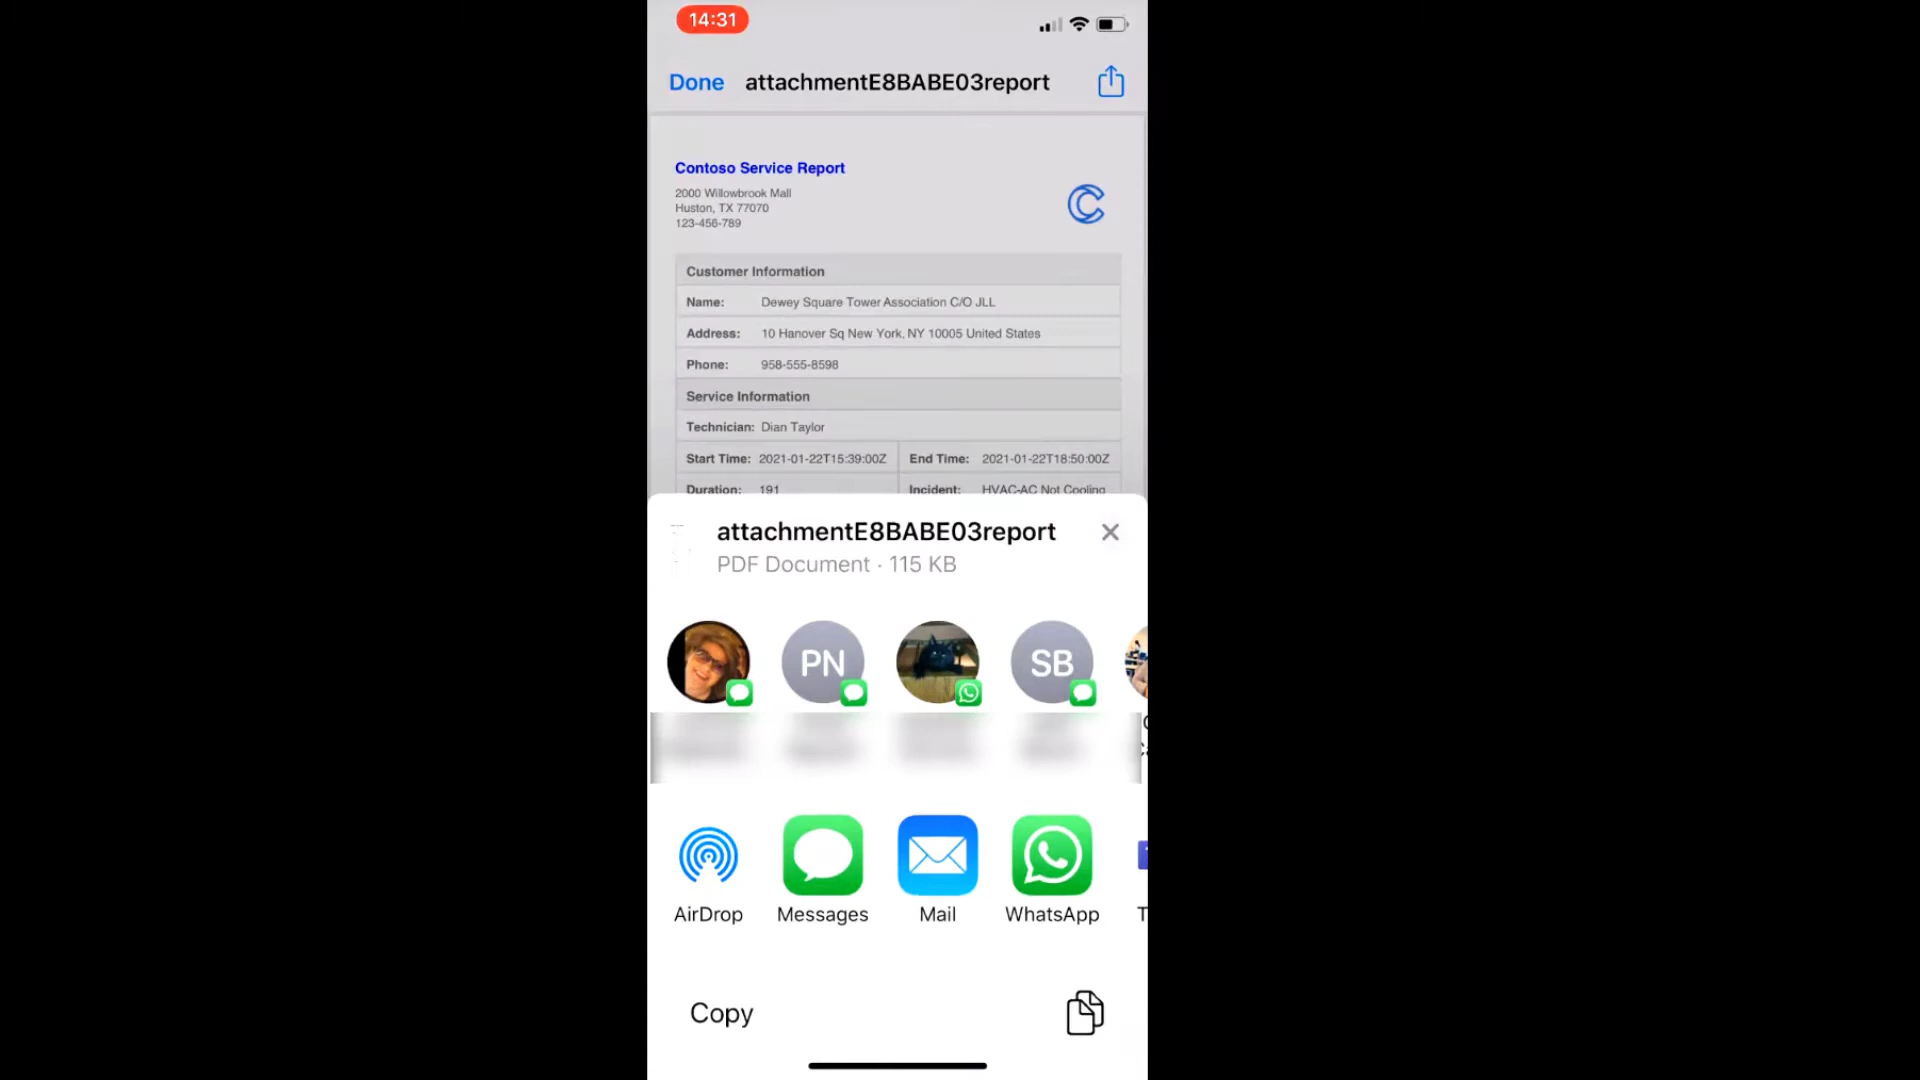 14:31
Done attachmentE8BABE03report
Contoso Service Report
2000 Willowbrook Mall
Huston, TX 77070
123-456-789
Customer Information
Name: Dewey Square Tower Association C/O JLL
Address: 10 Hanover Sq New York, NY 10005 United States
Phone: 958-555-8598
Service Information
Technician: Dian Taylor
Start Time: 2021-01-22T15:39:00Z End Time: 2021-01-22T18:50:00Z
Duration: 191 Incident: HVAC-AC Not Cooling
attachmentE8BABE03report
PDF Document · 115 KB
PN SB
AirDrop Messages Mail WhatsApp T
Copy